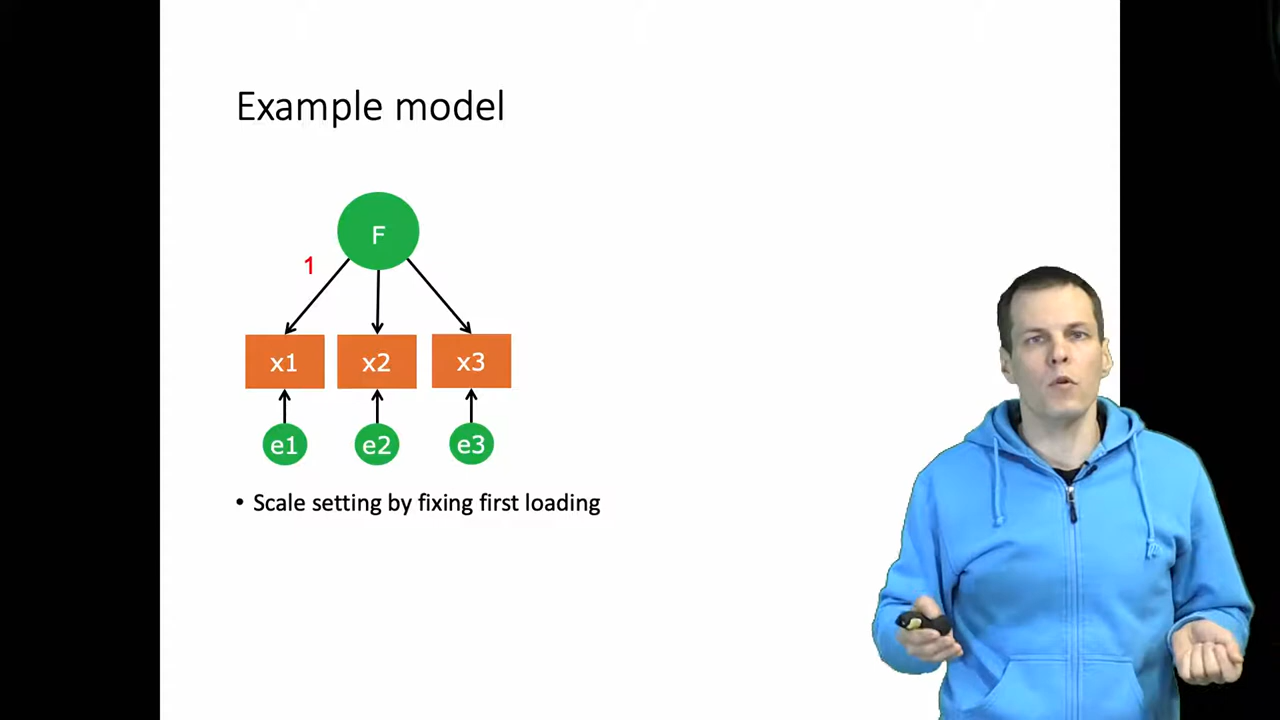 Example model
F
1
x1 x2 x3
e1 e2 e3
• Scale setting by fixing first loading